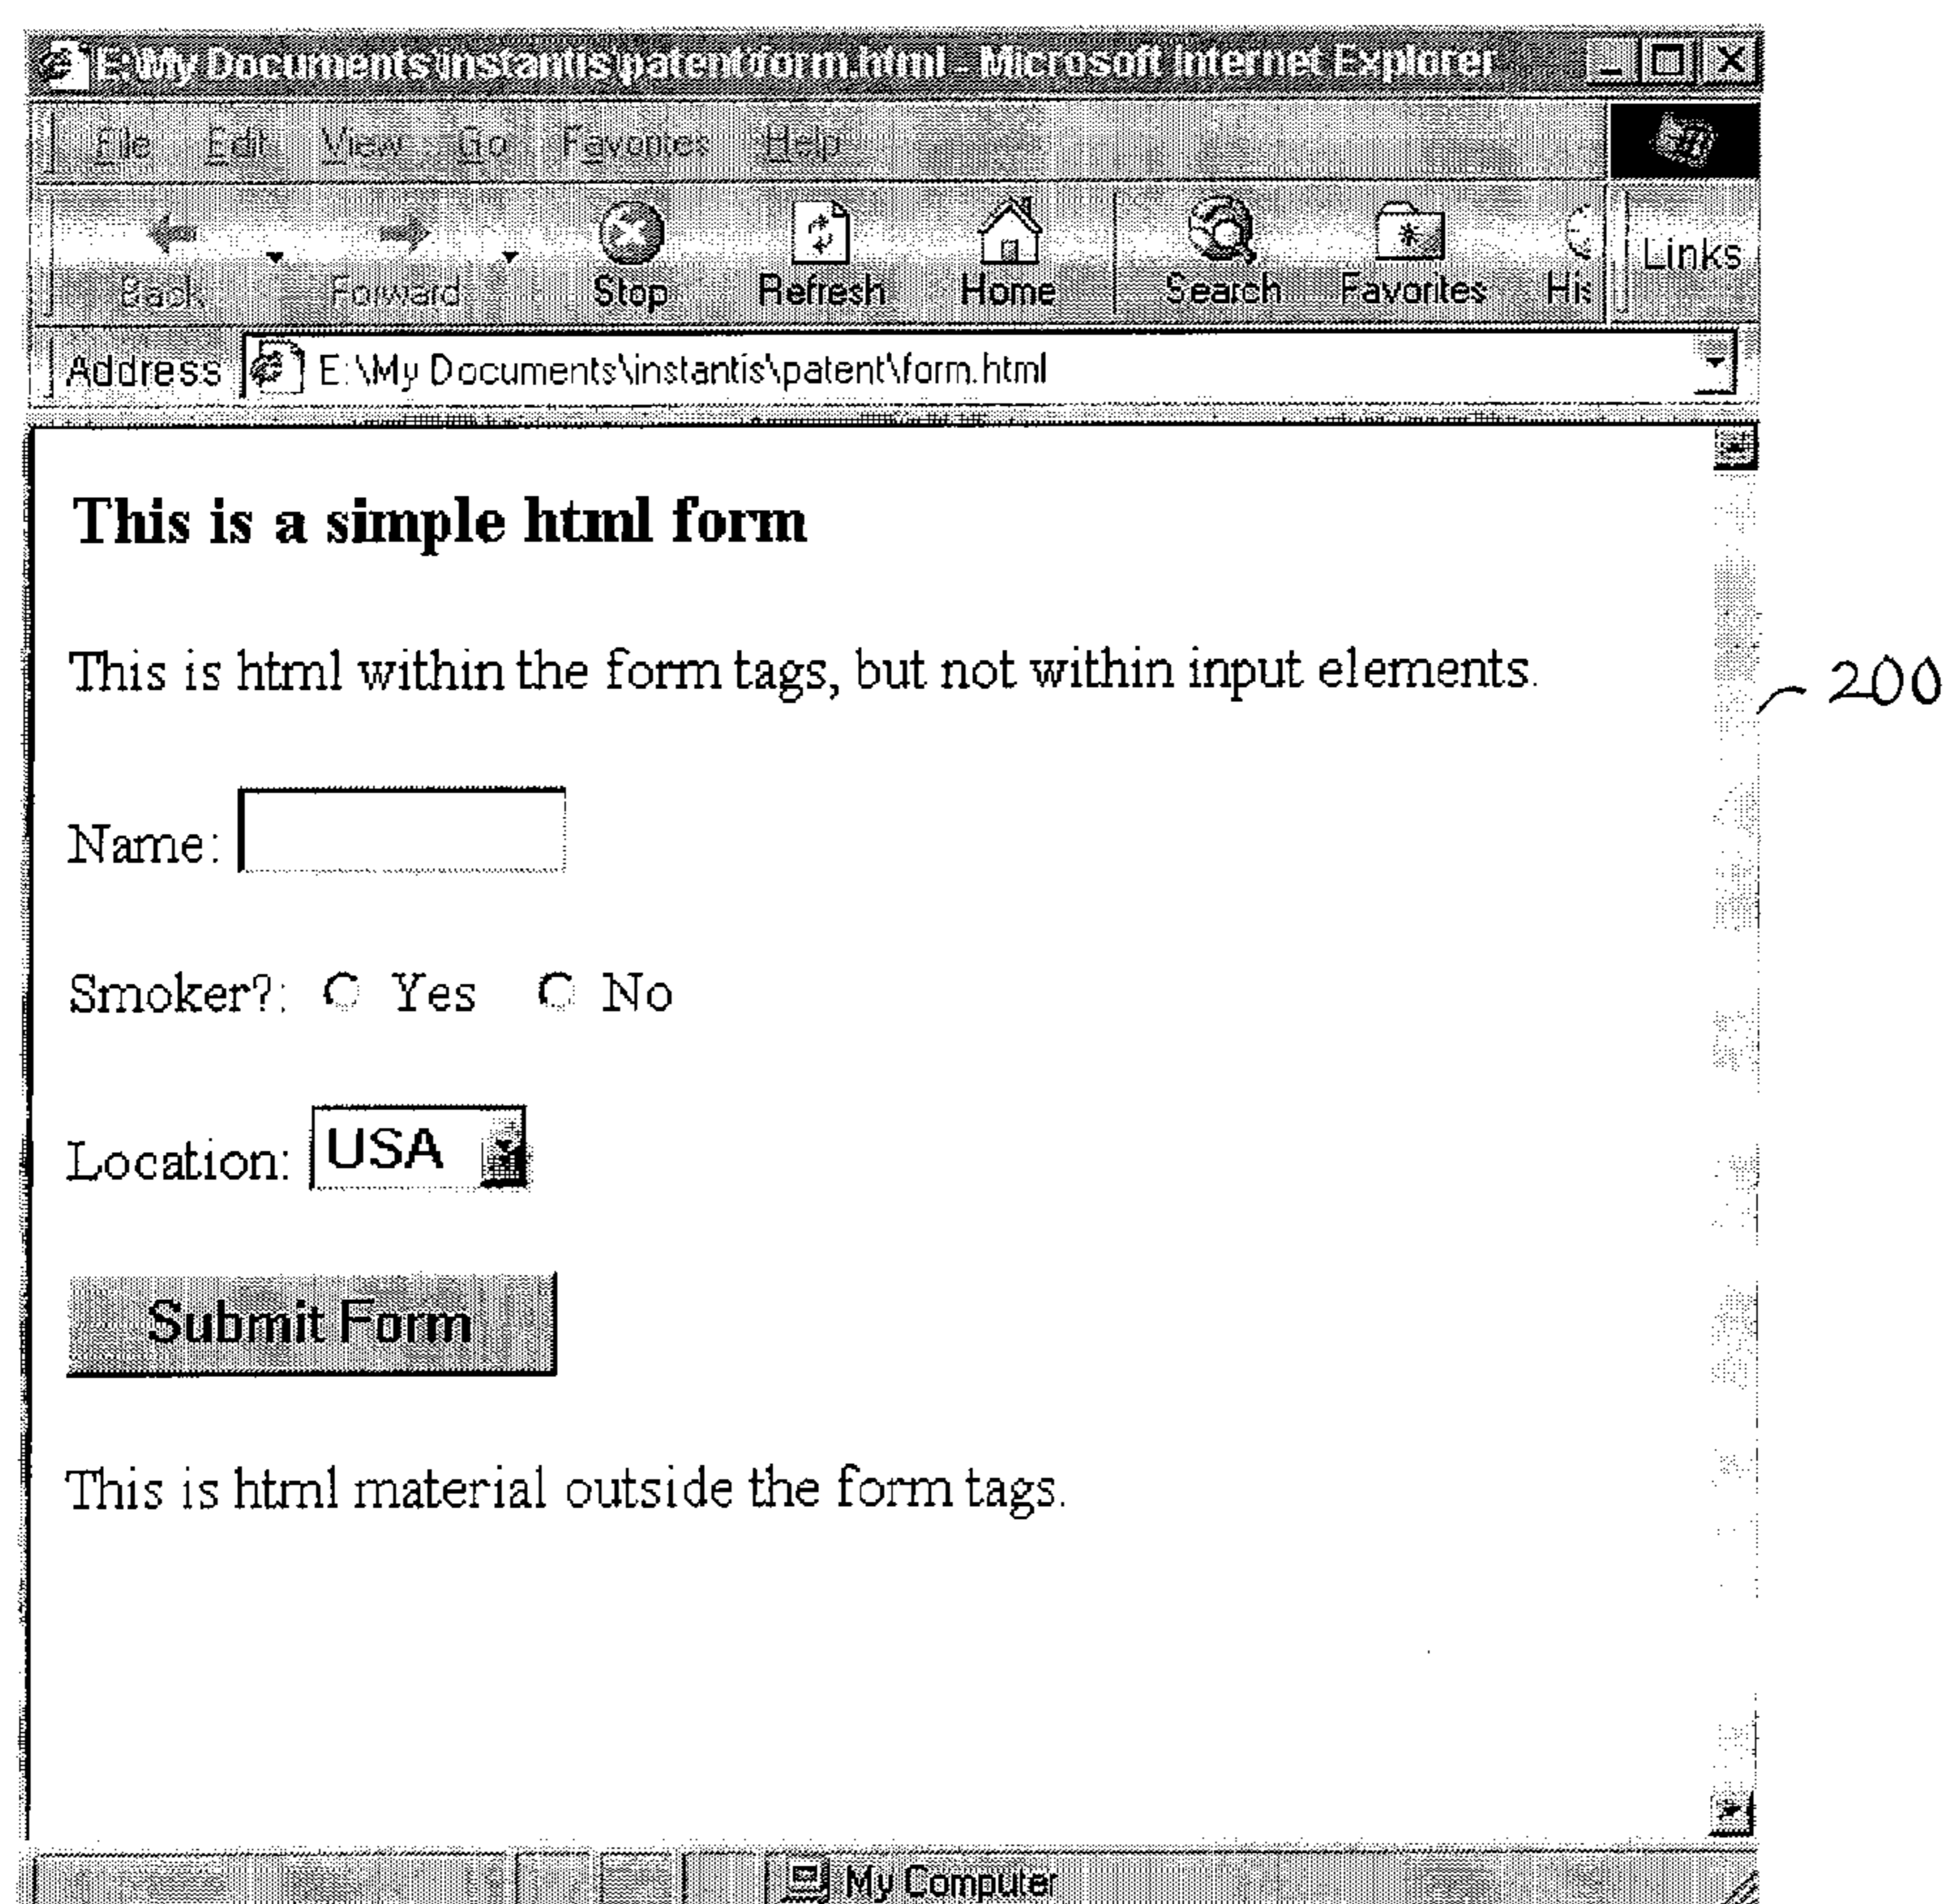 E:\My Documents\instantis\patent\form.html - Microsoft Internet Explorer
File Edit View Go Favorites Help
Back Forward Stop Refresh Home Search Favorites His Links
Address E:\My Documents\instantis\patent\form.html
This is a simple html form
This is html within the form tags, but not within input elements.
200
Name:
Smoker?: Yes No
Location: USA
Submit Form
This is html material outside the form tags.
My Computer